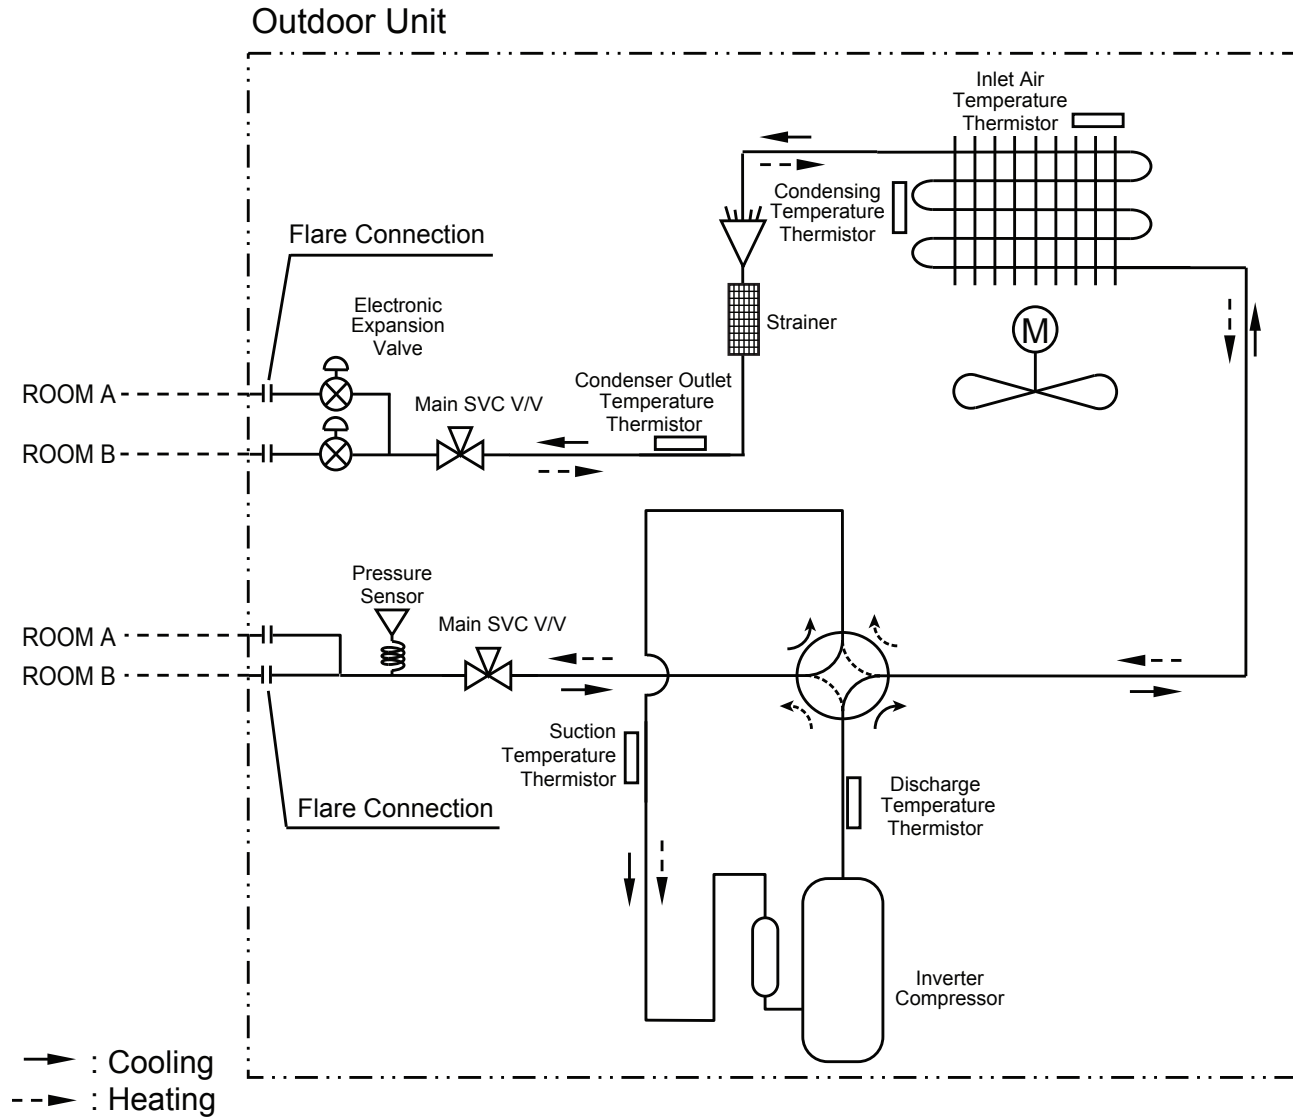 Outdoor Unit
Inlet Air
Temperature
Thermistor
Condensing
Temperature
Thermistor
Flare Connection
Electronic
Expansion
Valve
Strainer
M
ROOM A
Condenser Outlet
Temperature
Thermistor
Main SVC V/V
ROOM B
Pressure
Sensor
Main SVC V/V
ROOM A
ROOM B
Suction
Temperature
Thermistor
Flare Connection
Discharge
Temperature
Thermistor
Inverter
Compressor
: Cooling
: Heating